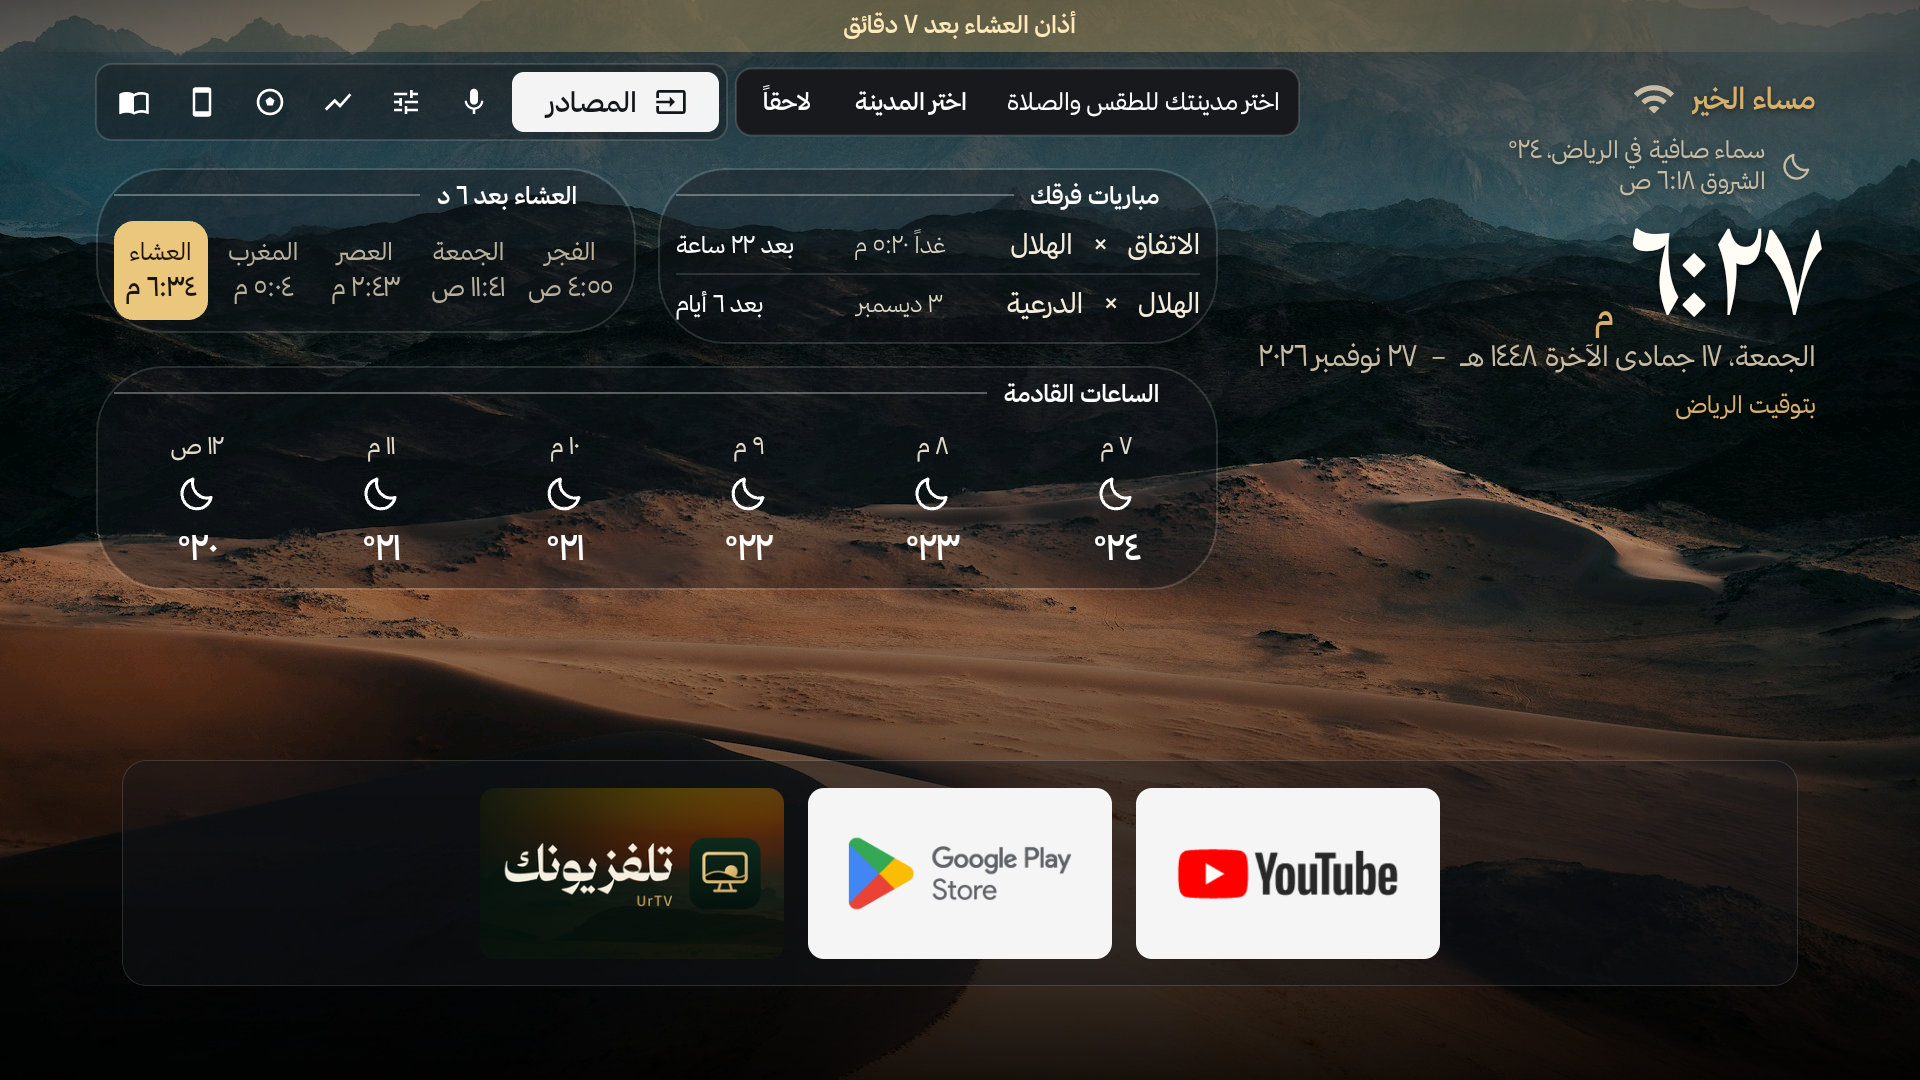 أذان العشاء بعد ٧ دقائق
مساء الخير
سماء صافية في الرياض، ٢٤°
الشروق ٦:١٨ ص
٦:٢٧ م
الجمعة، ١٧ جمادى الآخرة ١٤٤٨ هـ – ٢٧ نوفمبر ٢٠٢٦
بتوقيت الرياض
اختر مدينتك للطقس والصلاة
اختر المدينة
لاحقاً
المصادر
مباريات فرقك
الاتفاق × الهلال غداً ٥:٢٠ م بعد ٢٢ ساعة
الهلال × الدرعية ٣ ديسمبر بعد ٦ أيام
العشاء بعد ٦ د
الفجر الجمعة العصر المغرب العشاء
٤:٥٥ ص ١١:٤١ ص ٢:٤٣ م ٥:٠٤ م ٦:٣٤ م
الساعات القادمة
٧ م ٨ م ٩ م ١٠ م ١١ م ١٢ ص
٢٤° ٢٣° ٢٢° ٢١° ٢١° ٢٠°
YouTube
Google Play
Store
تلفزيونك
UrTV